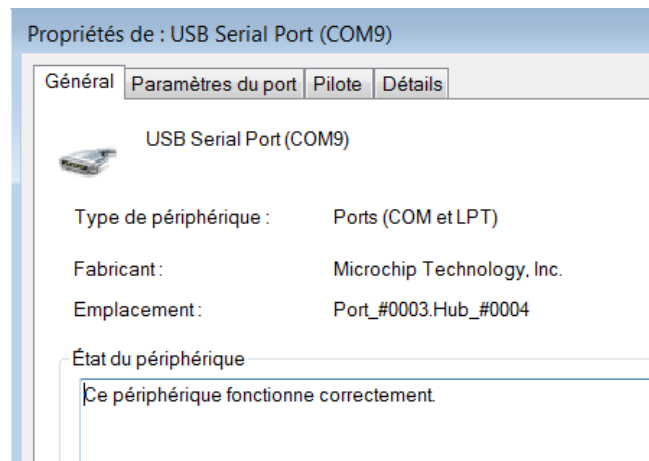 Propriétés de : USB Serial Port (COM9)
Général Paramètres du port Pilote Détails
USB Serial Port (COM9)
Type de périphérique : Ports (COM et LPT)
Fabricant : Microchip Technology, Inc.
Emplacement : Port_#0003.Hub_#0004
État du périphérique
Ce périphérique fonctionne correctement.